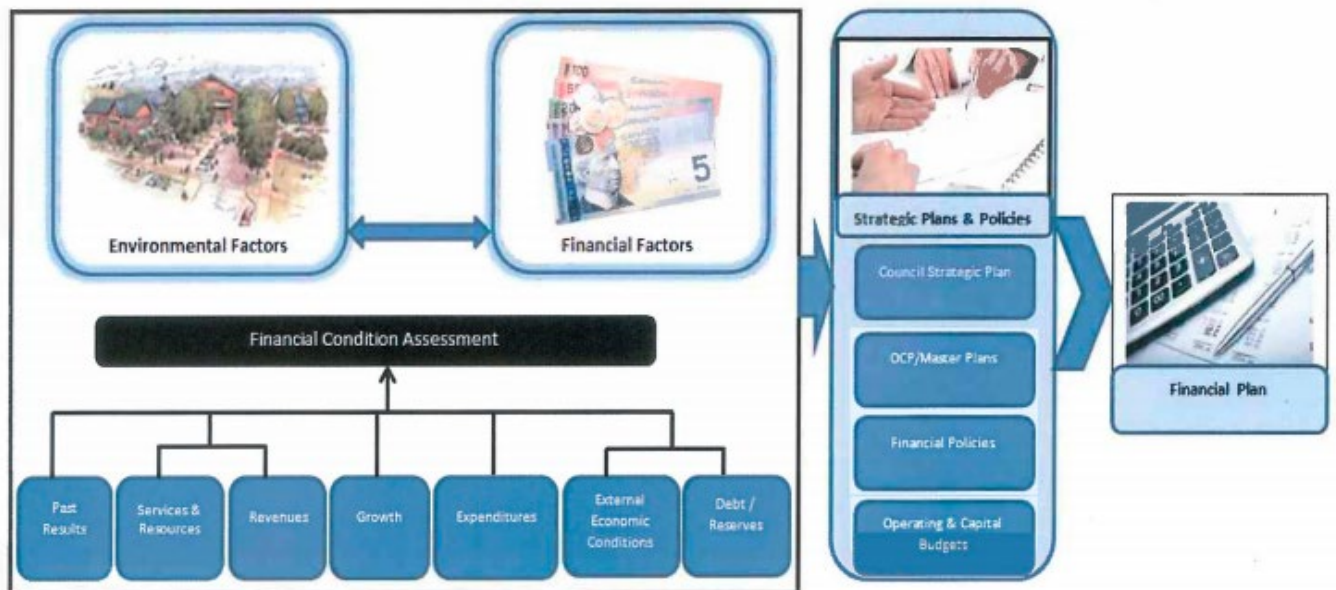 Environmental Factors
Financial Factors
5
Financial Condition Assessment
Past
Results
Services &
Resources
Revenues
Growth
Expenditures
External
Economic
Conditions
Debt /
Reserves
Strategic Plans & Policies
Council Strategic Plan
OCP/Master Plans
Financial Policies
Operating & Capital
Budgets
Financial Plan